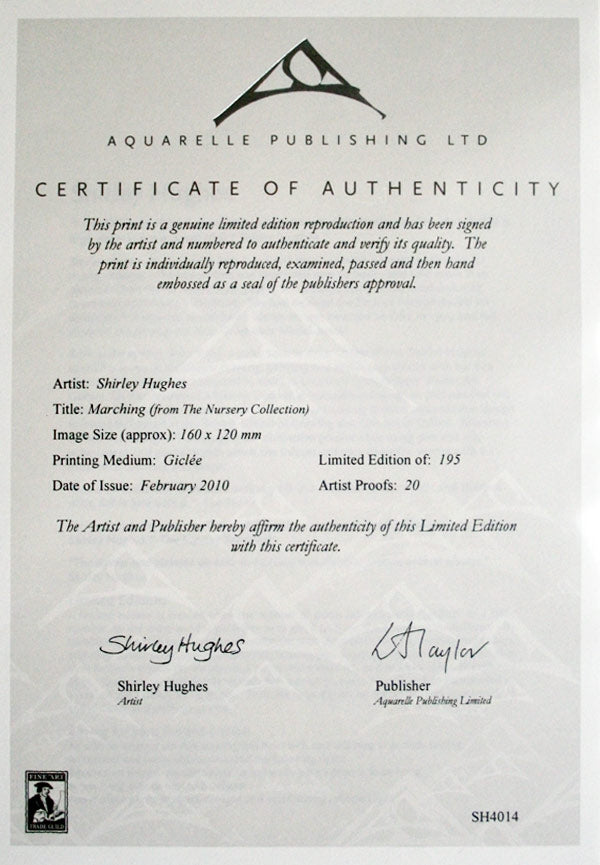 AQUARELLE PUBLISHING LTD
CERTIFICATE OF AUTHENTICITY
This print is a genuine limited edition reproduction and has been signed
by the artist and numbered to authenticate and verify its quality. The
print is individually reproduced, examined, passed and then hand
embossed as a seal of the publishers approval.
Artist: Shirley Hughes
Title: Marching (from The Nursery Collection)
Image Size (approx): 160 x 120 mm
Printing Medium: Giclée Limited Edition of: 195
Date of Issue: February 2010 Artist Proofs: 20
The Artist and Publisher hereby affirm the authenticity of this Limited Edition
with this certificate.
Shirley Hughes
Shirley Hughes Publisher
Artist Aquarelle Publishing Limited
FINE ART
TRADE GUILD
SH4014